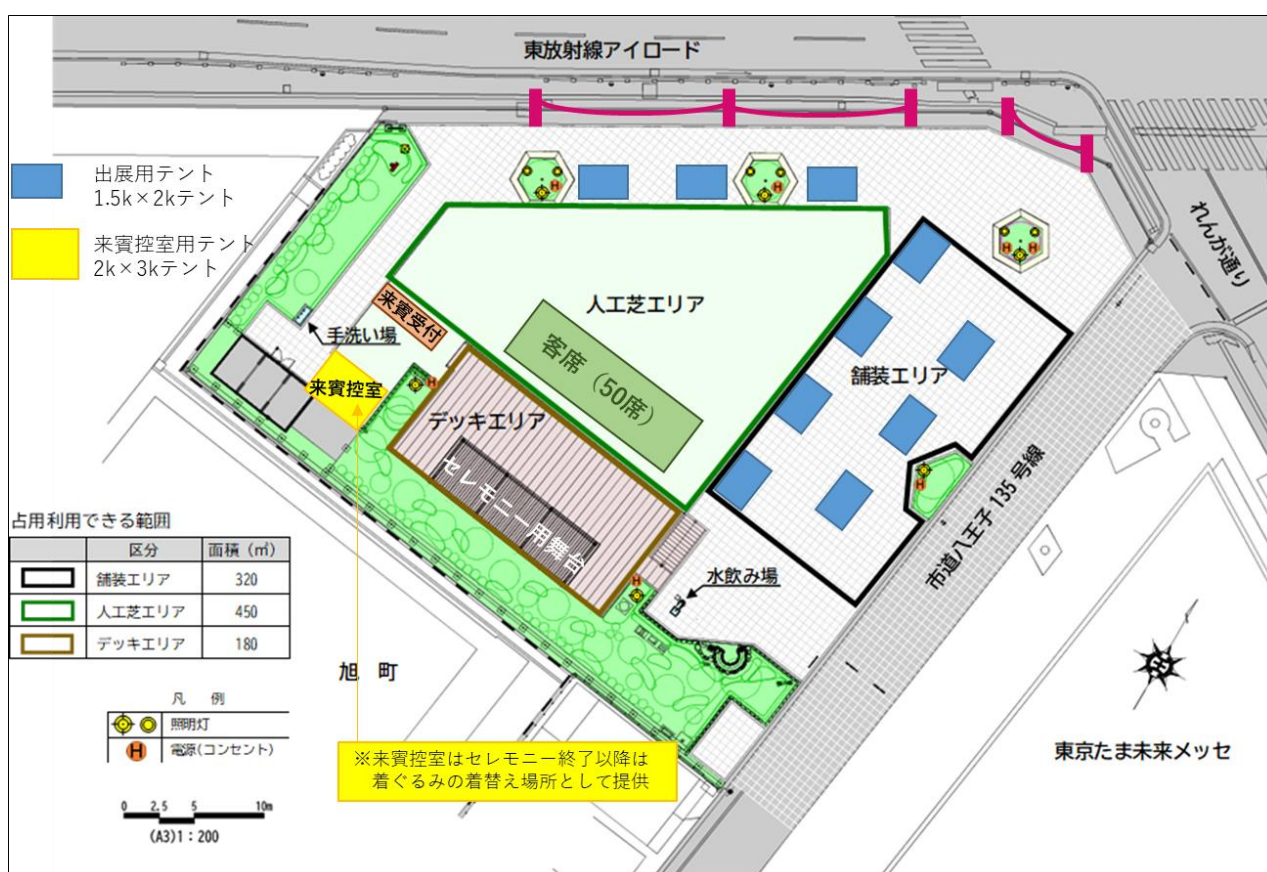 東放射線アイロード
出展用テント
1.5k×2kテント
来賓控室用テント
2k×3kテント
れんが通り
人工芝エリア
来賓受付
手洗い場
客席（50席）
舗装エリア
来賓控室
デッキエリア
セレモニー用舞台
市道八王子135号線
水飲み場
占用利用できる範囲
区分 面積（㎡）
舗装エリア 320
人工芝エリア 450
デッキエリア 180
旭 町
凡 例
照明灯
H 電源(コンセント)
※来賓控室はセレモニー終了以降は
着ぐるみの着替え場所として提供
東京たま未来メッセ
0 2.5 5 10m
(A3)1：200